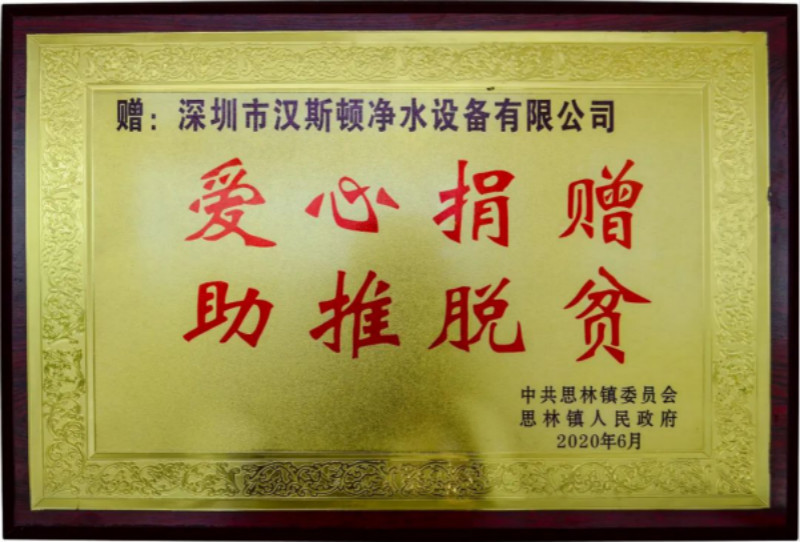 赠：深圳市汉斯顿净水设备有限公司
爱心捐赠
助推脱贫
中共思林镇委员会
思林镇人民政府
2020年6月